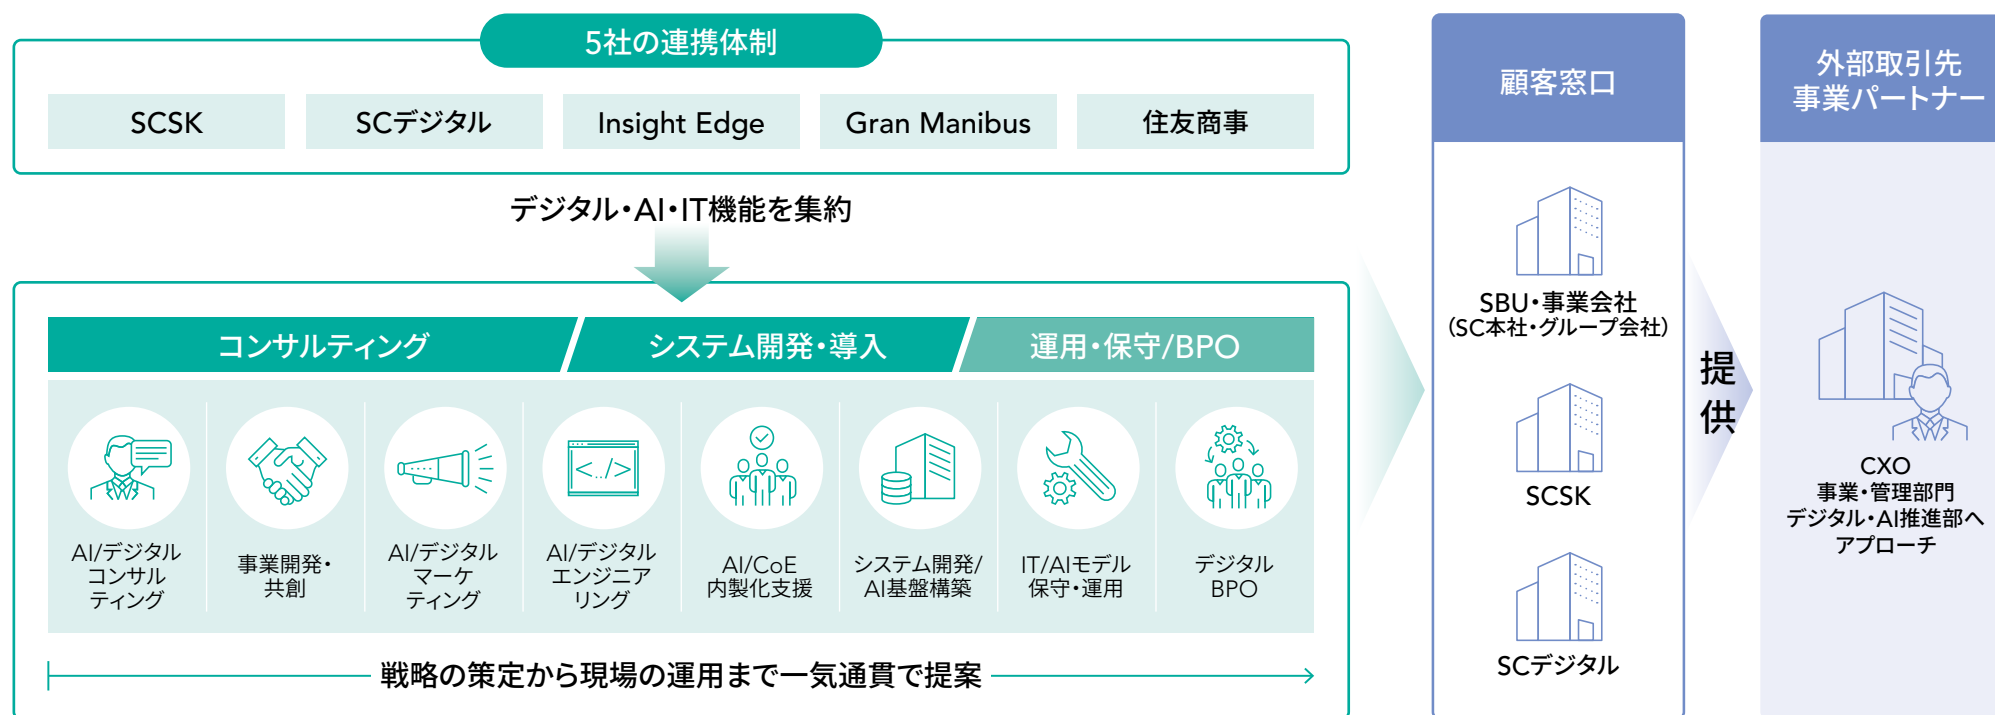 5社の連携体制
SCSK
SCデジタル
Insight Edge
Gran Manibus
住友商事
デジタル・AI・IT機能を集約
コンサルティング
システム開発・導入
運用・保守/BPO
AI/デジタル
コンサル
ティング
事業開発・
共創
AI/デジタル
マーケ
ティング
<../>
AI/デジタル
エンジニア
リング
AI/CoE
内製化支援
システム開発/
AI基盤構築
IT/AIモデル
保守・運用
デジタル
BPO
戦略の策定から現場の運用まで一気通貫で提案
顧客窓口
SBU・事業会社
（SC本社・グループ会社）
SCSK
SCデジタル
提
供
外部取引先
事業パートナー
CXO
事業・管理部門
デジタル・AI推進部へ
アプローチ